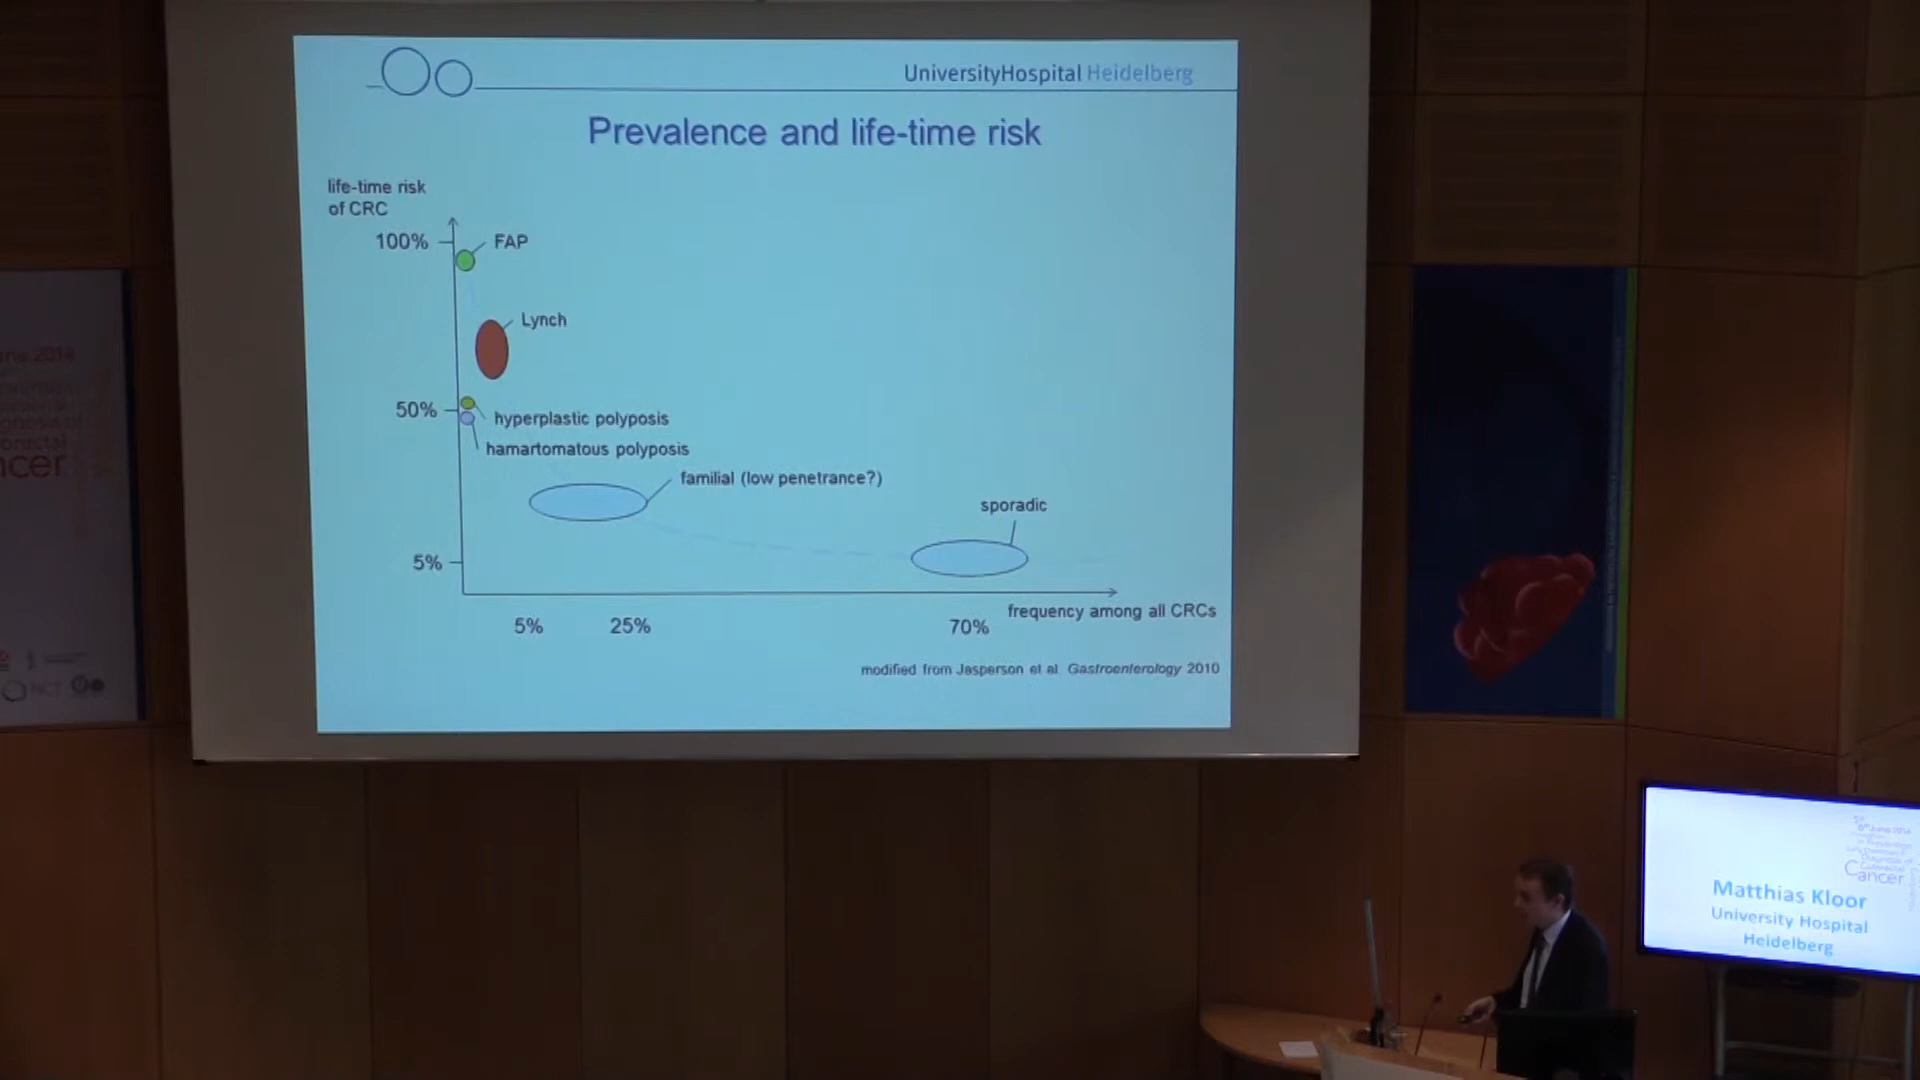 UniversityHospital Heidelberg
Prevalence and life-time risk
life-time risk
of CRC
100%
FAP
Lynch
50%
hyperplastic polyposis
hamartomatous polyposis
familial (low penetrance?)
sporadic
5%
frequency among all CRCs
5%
25%
70%
modified from Jasperson et al. Gastroenterology 2010
Cancer
Matthias Kloor
University Hospital
Heidelberg